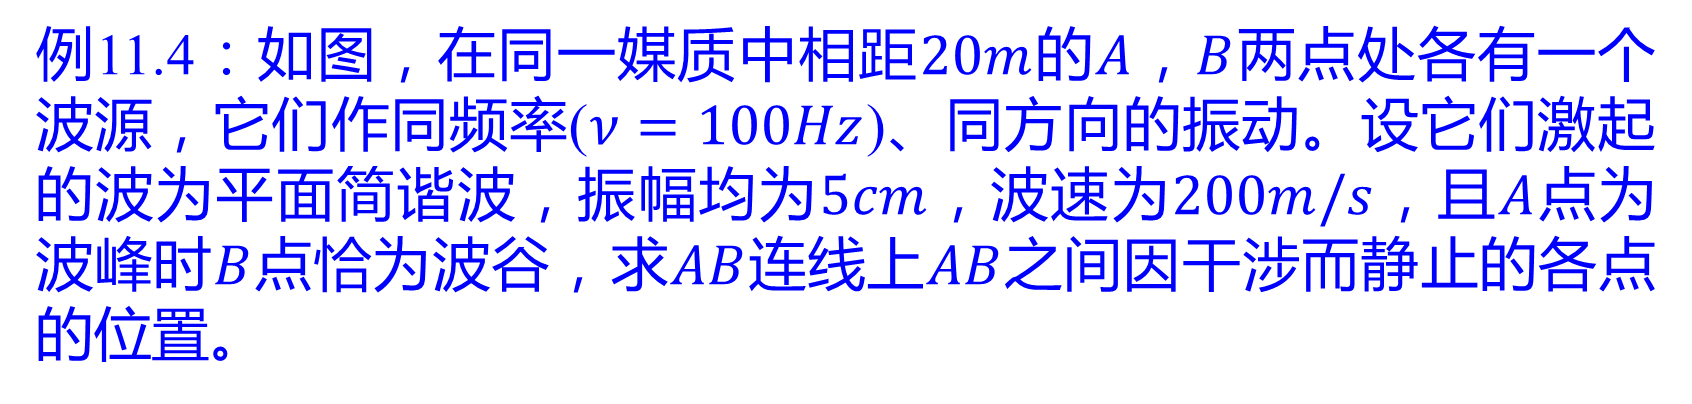 例11.4：如图，在同一媒质中相距20m的A，B两点处各有一个
波源，它们作同频率(ν = 100Hz)、同方向的振动。设它们激起
的波为平面简谐波，振幅均为5cm，波速为200m/s，且A点为
波峰时B点恰为波谷，求AB连线上AB之间因干涉而静止的各点
的位置。